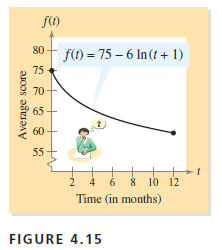 f(t)
80
f(t) = 75 – 6 ln(t + 1)
75
70
65
60
55
Average score
?
t
2 4 6 8 10 12
Time (in months)
FIGURE 4.15